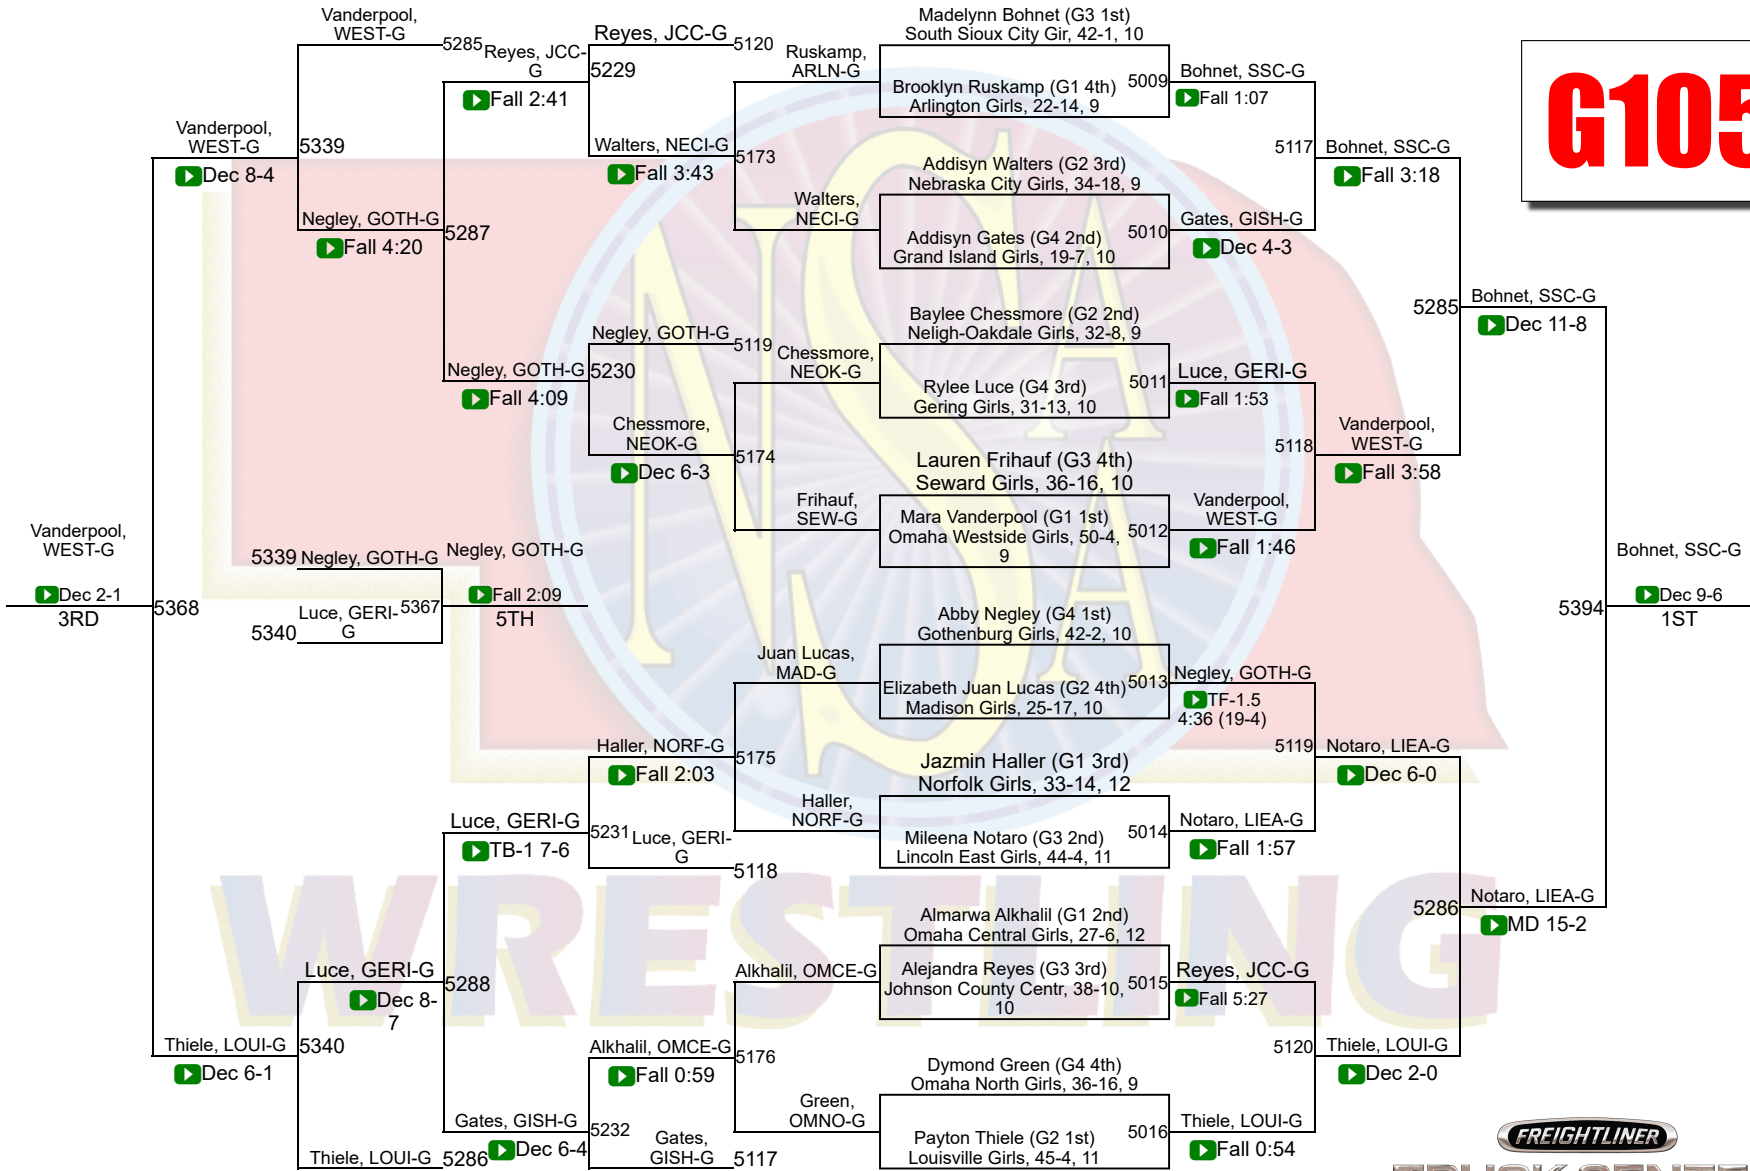 Vanderpool,
WEST-G
5285
Reyes, JCC-G
5120
Madelynn Bohnet (G3 1st)
South Sioux City Gir, 42-1, 10
Reyes, JCC-
G
5229
Fall 2:41
Ruskamp,
ARLN-G
Brooklyn Ruskamp (G1 4th)
Arlington Girls, 22-14, 9
5009
Bohnet, SSC-G
Fall 1:07
G105
Vanderpool,
WEST-G
5339
Dec 8-4
Walters, NECI-G
5173
Fall 3:43
Addisyn Walters (G2 3rd)
Nebraska City Girls, 34-18, 9
5117
Bohnet, SSC-G
Fall 3:18
Negley, GOTH-G
5287
Fall 4:20
Walters,
NECI-G
Addisyn Gates (G4 2nd)
Grand Island Girls, 19-7, 10
5010
Gates, GISH-G
Dec 4-3
5285
Bohnet, SSC-G
Dec 11-8
Baylee Chessmore (G2 2nd)
Neligh-Oakdale Girls, 32-8, 9
Negley, GOTH-G
5119
Negley, GOTH-G
5230
Fall 4:09
Chessmore,
NEOK-G
Rylee Luce (G4 3rd)
Gering Girls, 31-13, 10
5011
Luce, GERI-G
Fall 1:53
Chessmore,
NEOK-G
5174
Dec 6-3
Lauren Frihauf (G3 4th)
Seward Girls, 36-16, 10
5118
Vanderpool,
WEST-G
Fall 3:58
Frihauf,
SEW-G
Mara Vanderpool (G1 1st)
Omaha Westside Girls, 50-4,
9
5012
Vanderpool,
WEST-G
Fall 1:46
Vanderpool,
WEST-G
Dec 2-1
3RD
5368
5339
Negley, GOTH-G
Luce, GERI-
G
5367
5340
Negley, GOTH-G
Fall 2:09
5TH
5394
Bohnet, SSC-G
Dec 9-6
1ST
Abby Negley (G4 1st)
Gothenburg Girls, 42-2, 10
Juan Lucas,
MAD-G
Elizabeth Juan Lucas (G2 4th)
Madison Girls, 25-17, 10
5013
Negley, GOTH-G
TF-1.5
4:36 (19-4)
Haller, NORF-G
5175
Fall 2:03
Jazmin Haller (G1 3rd)
Norfolk Girls, 33-14, 12
5119
Notaro, LIEA-G
Dec 6-0
Haller,
NORF-G
Mileena Notaro (G3 2nd)
Lincoln East Girls, 44-4, 11
5014
Notaro, LIEA-G
Fall 1:57
Luce, GERI-G
5231
TB-1 7-6
Luce, GERI-
G
5118
5286
Notaro, LIEA-G
MD 15-2
Almarwa Alkhalil (G1 2nd)
Omaha Central Girls, 27-6, 12
Luce, GERI-G
5288
Dec 8-
7
Alkhalil, OMCE-G
Alejandra Reyes (G3 3rd)
Johnson County Centr, 38-10,
10
5015
Reyes, JCC-G
Fall 5:27
Thiele, LOUI-G
5340
Dec 6-1
Alkhalil, OMCE-G
5176
Fall 0:59
Dymond Green (G4 4th)
Omaha North Girls, 36-16, 9
5120
Thiele, LOUI-G
Dec 2-0
Green,
OMNO-G
Payton Thiele (G2 1st)
Louisville Girls, 45-4, 11
5016
Thiele, LOUI-G
Fall 0:54
Gates, GISH-G
5232
Dec 6-4
Gates,
GISH-G
5117
Thiele, LOUI-G
5286
NSAA
WRESTLING
FREIGHTLINER